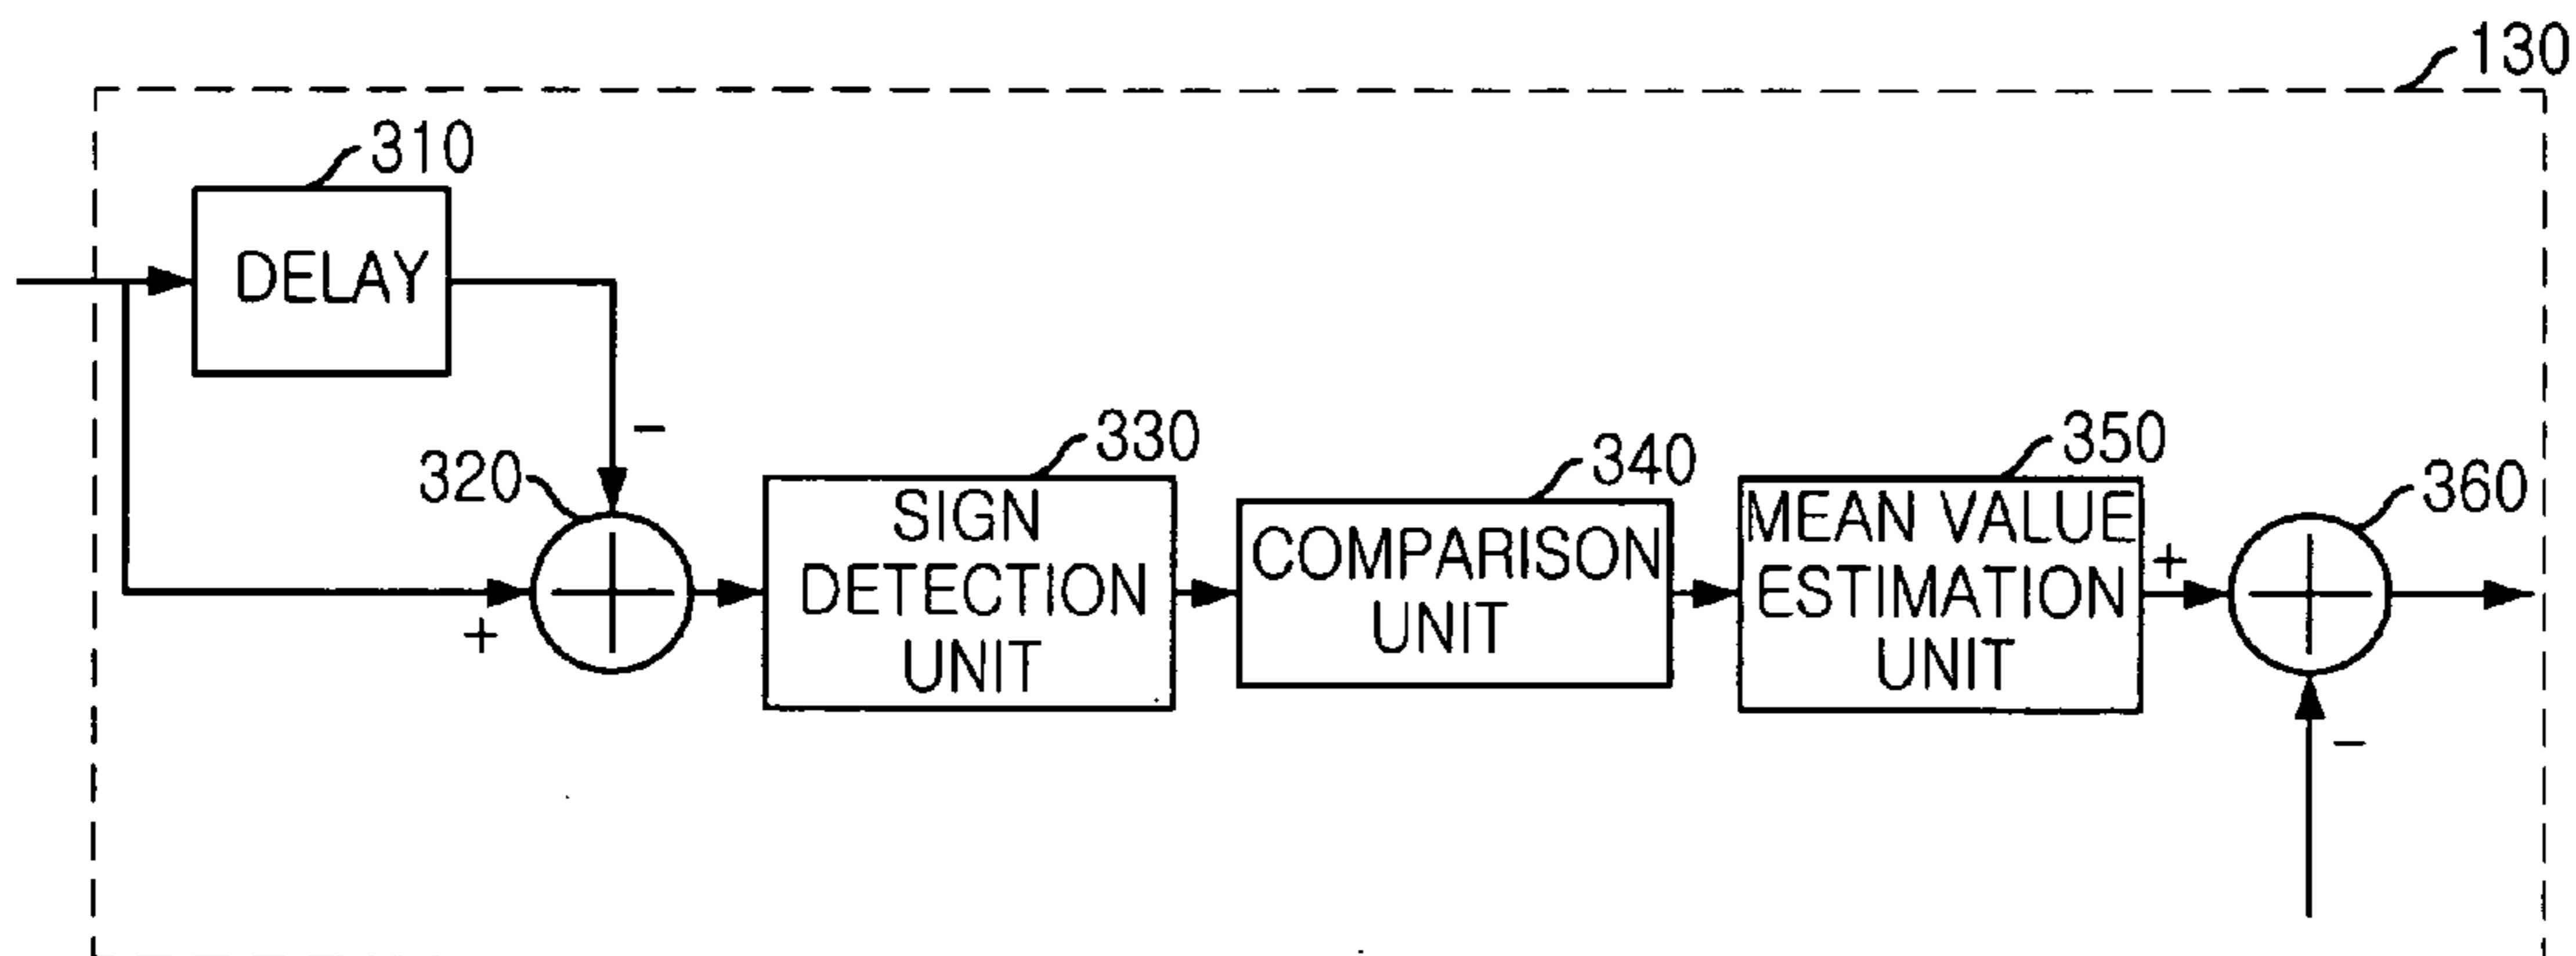 130
310
DELAY
-
320
+
330
SIGN
DETECTION
UNIT
340
COMPARISON
UNIT
350
MEAN VALUE
ESTIMATION
UNIT
+
360
-